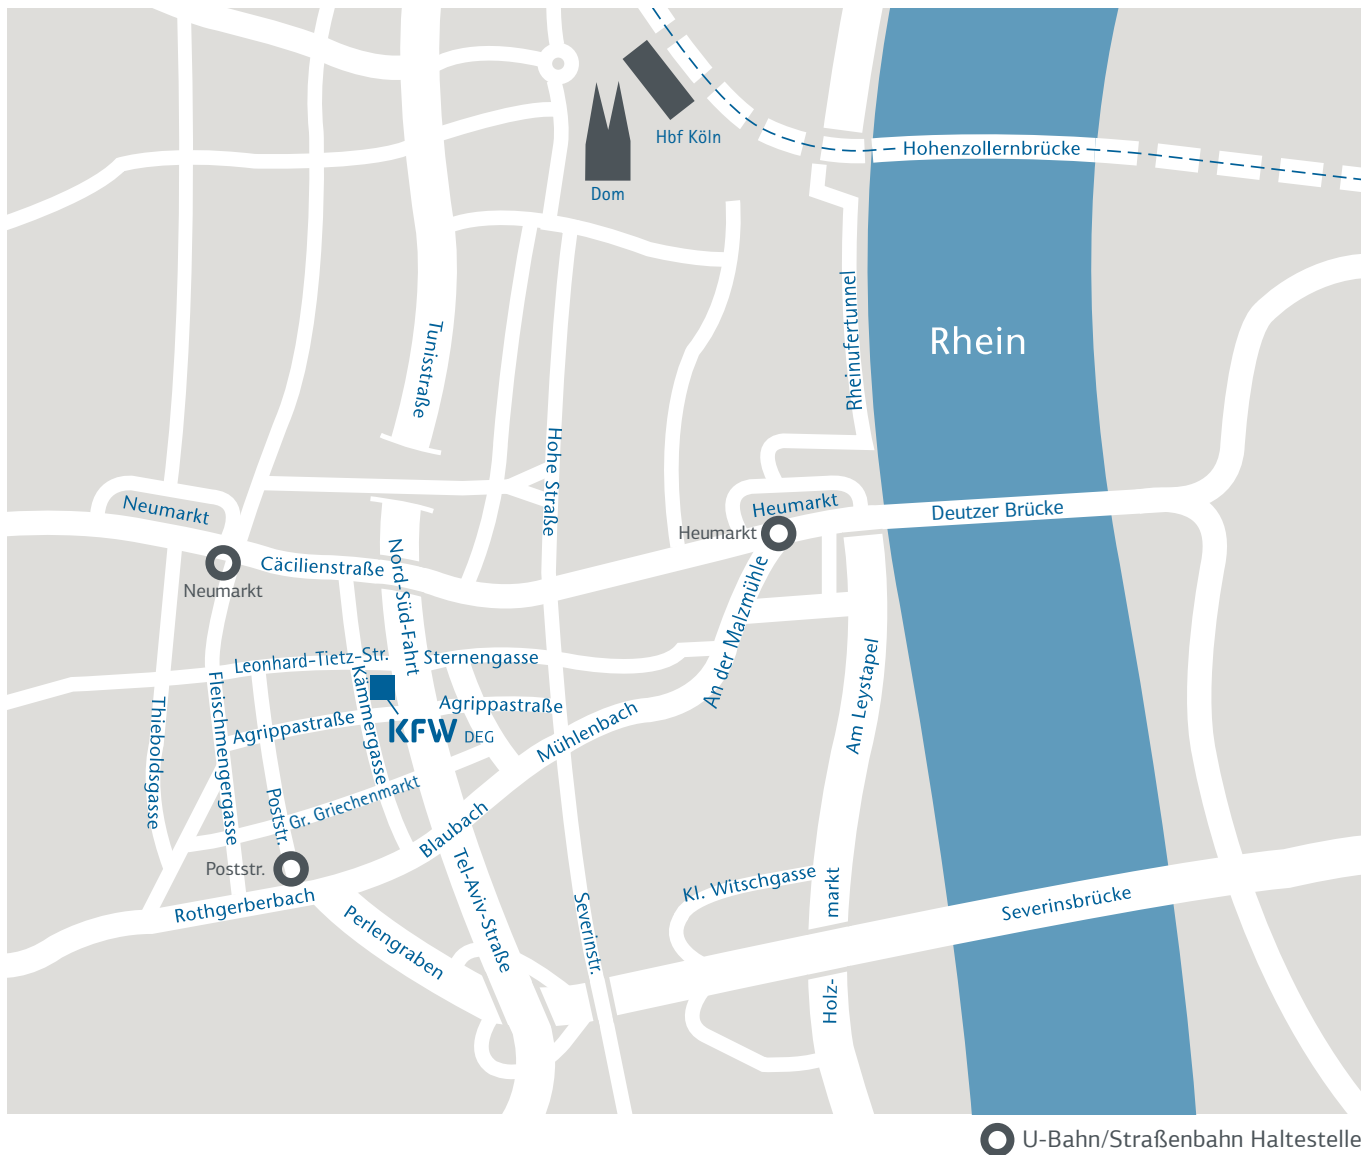 Hbf Köln
Hohenzollernbrücke
Dom
Rheinufertunnel
Rhein
Tunisstraße
Hohe Straße
Neumarkt
Heumarkt
Deutzer Brücke
Heumarkt
Cäcilienstraße
Neumarkt
Nord-Süd-Fahrt
An der Malzmühle
Leonhard-Tietz-Str.
Sternengasse
Am Leystapel
Kämmergasse
Fleischmengergasse
Thieboldsgasse
Agrippastraße
Agrippastraße
KFW DEG
Mühlenbach
Poststr.
Gr. Griechenmarkt
Blaubach
Poststr.
Tel-Aviv-Straße
Kl. Witschgasse
Holz-
markt
Severinsbrücke
Rothgerberbach
Perlengraben
Severinstr.
U-Bahn/Straßenbahn Haltestelle